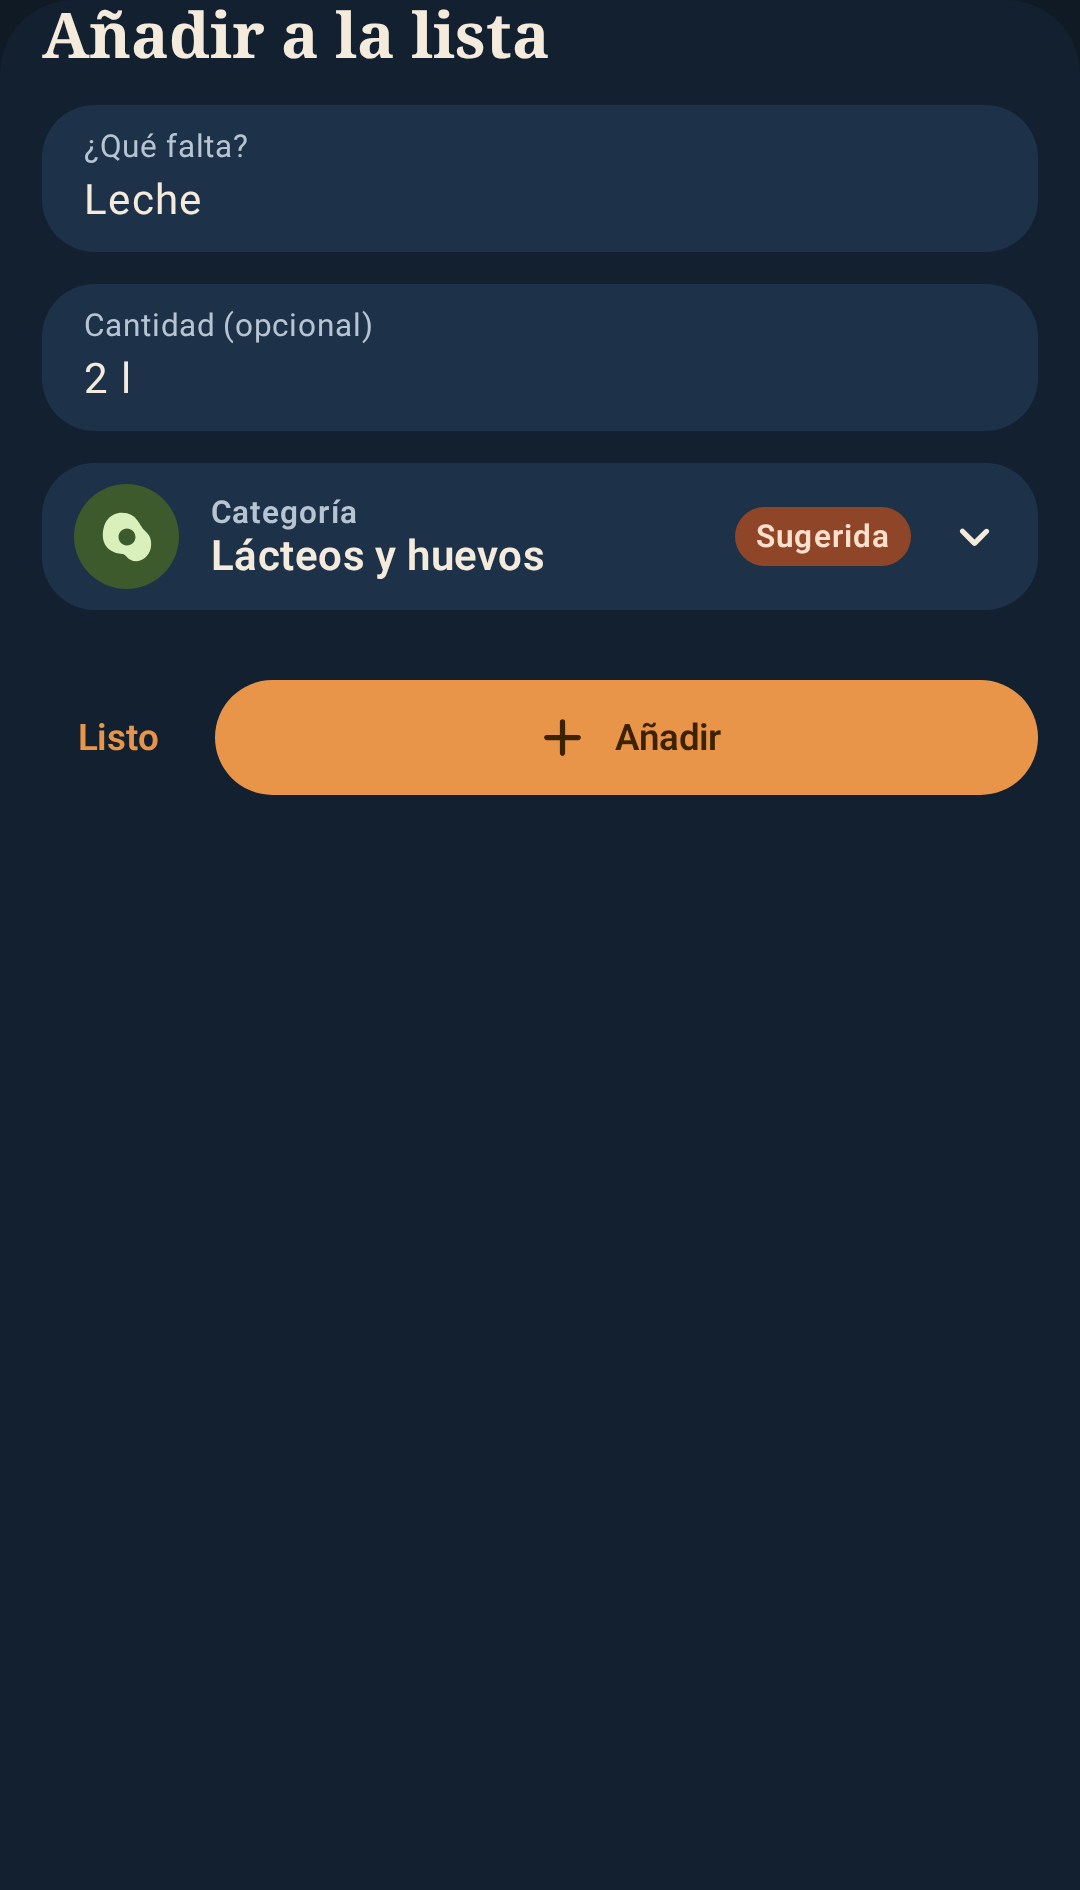 Añadir a la lista
¿Qué falta?
Leche
Cantidad (opcional)
2 l
Categoría
Lácteos y huevos
Sugerida
Listo
Añadir